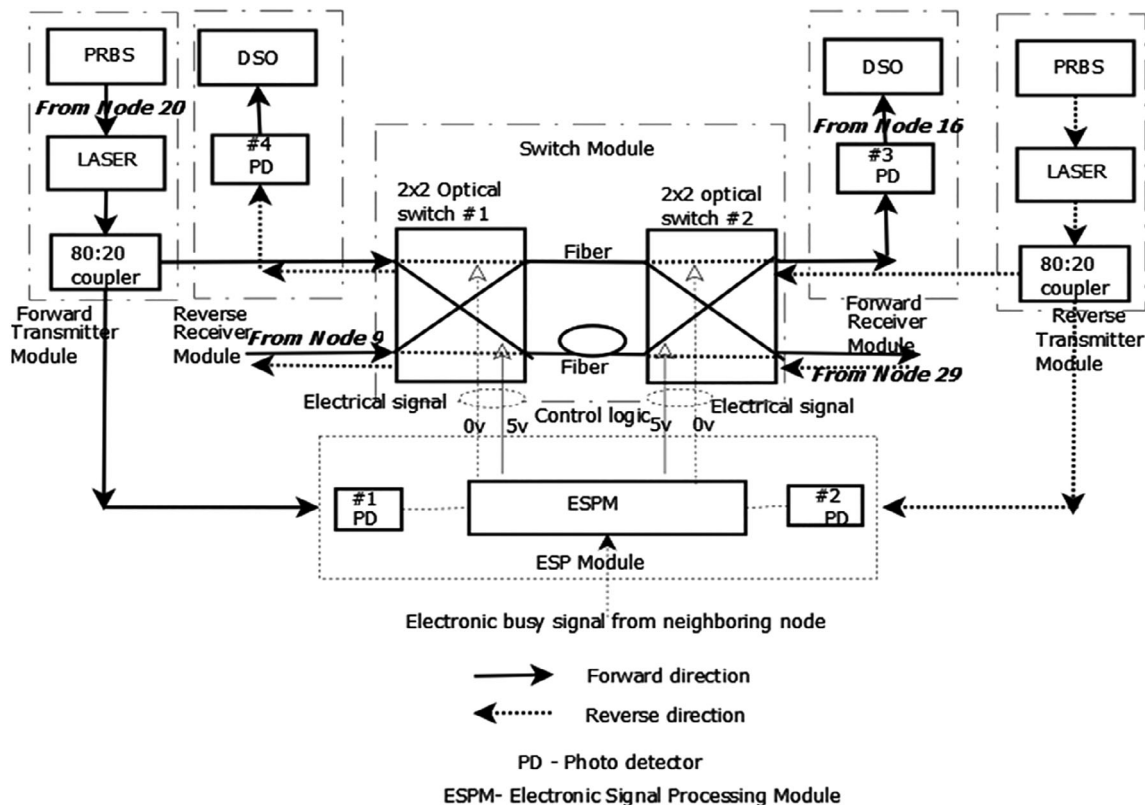 PRBS
From Node 20
LASER
80:20
coupler
Forward
Transmitter
Module
DSO
#4
PD
Reverse
Receiver
Module
From Node 9
Switch Module
2x2 Optical
switch #1
2x2 optical
switch #2
Fiber
Fiber
DSO
From Node 16
#3
PD
Forward
Receiver
Module
From Node 29
PRBS
LASER
80:20
coupler
Reverse
Transmitter
Module
Electrical signal
Control logic
Electrical signal
0v
5v
5v
0v
#1
PD
ESPM
#2
PD
ESP Module
Electronic busy signal from neighboring node
Forward direction
Reverse direction
PD - Photo detector
ESPM- Electronic Signal Processing Module